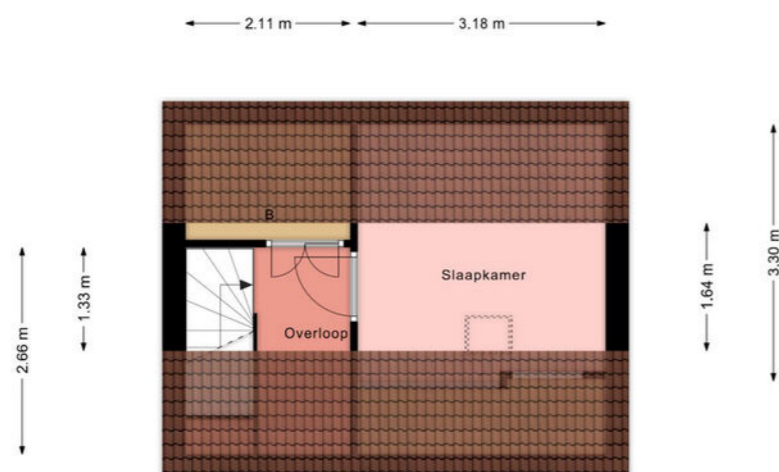 2.11 m 3.18 m
B
Slaapkamer
Overloop
2.66 m
1.33 m
1.64 m
3.30 m